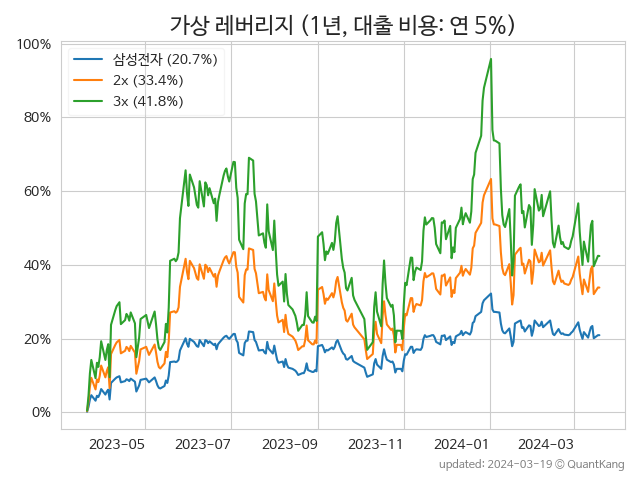 가상 레버리지 (1년, 대출 비용: 연 5%)
100%
80%
60%
40%
20%
0%
삼성전자 (20.7%)
2x (33.4%)
3x (41.8%)
2023-05 2023-07 2023-09 2023-11 2024-01 2024-03
updated: 2024-03-19 © QuantKang